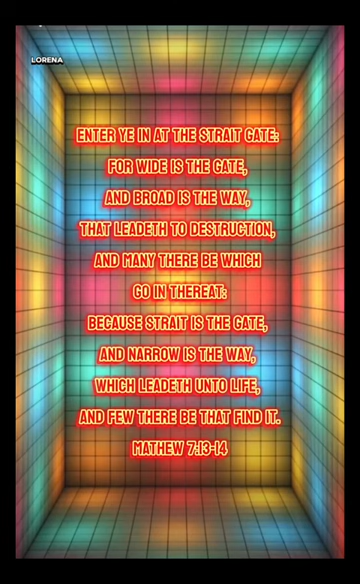 LORENA
ENTER YE IN AT THE STRAIT GATE:
FOR WIDE IS THE GATE,
AND BROAD IS THE WAY,
THAT LEADETH TO DESTRUCTION,
AND MANY THERE BE WHICH
GO IN THEREAT:
BECAUSE STRAIT IS THE GATE,
AND NARROW IS THE WAY,
WHICH LEADETH UNTO LIFE,
AND FEW THERE BE THAT FIND IT.
MATHEW 7:13-14